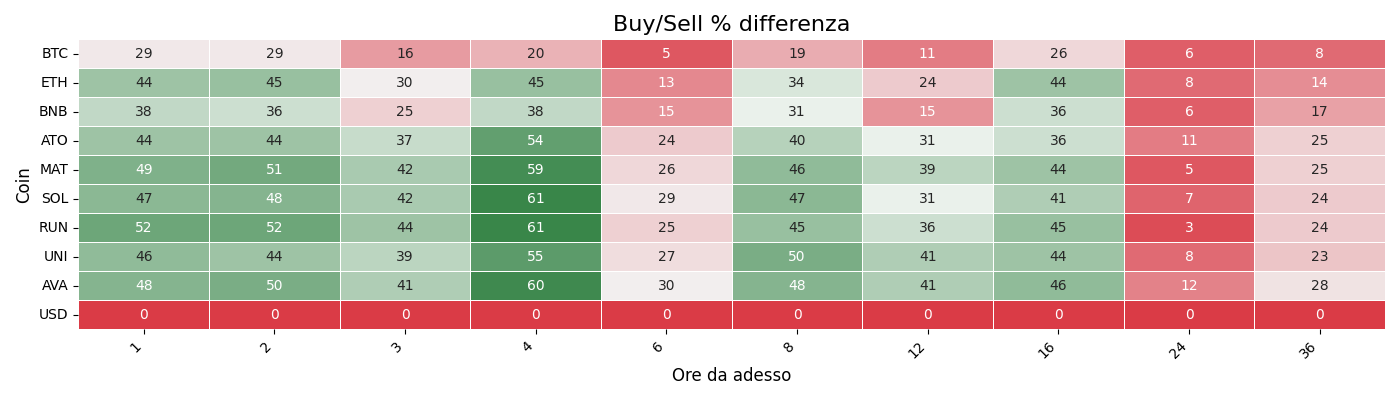 Buy/Sell % differenza
Coin
BTC 29 29 16 20 5 19 11 26 6 8
ETH 44 45 30 45 13 34 24 44 8 14
BNB 38 36 25 38 15 31 15 36 6 17
ATO 44 44 37 54 24 40 31 36 11 25
MAT 49 51 42 59 26 46 39 44 5 25
SOL 47 48 42 61 29 47 31 41 7 24
RUN 52 52 44 61 25 45 36 45 3 24
UNI 46 44 39 55 27 50 41 44 8 23
AVA 48 50 41 60 30 48 41 46 12 28
USD 0 0 0 0 0 0 0 0 0 0
1 2 3 4 6 8 12 16 24 36
Ore da adesso